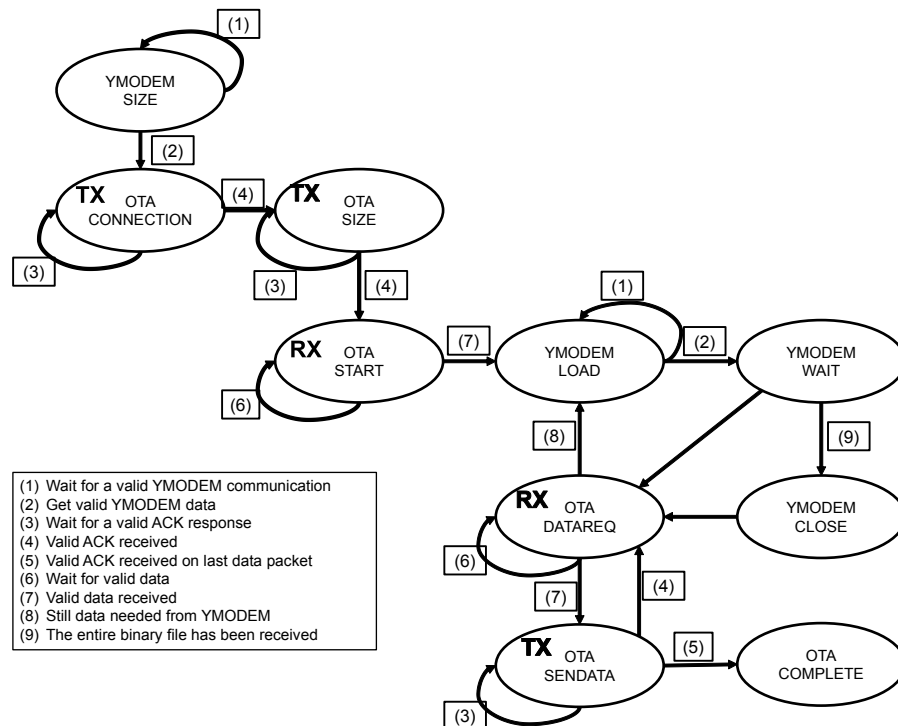 (1)
YMODEM
SIZE
(2)
TX
OTA
CONNECTION
(4)
TX
OTA
SIZE
(3)
(3)
(4)
(1)
RX
OTA
START
(7)
YMODEM
LOAD
(2)
YMODEM
WAIT
(6)
(8)
(9)
(1) Wait for a valid YMODEM communication
(2) Get valid YMODEM data
(3) Wait for a valid ACK response
(4) Valid ACK received
(5) Valid ACK received on last data packet
(6) Wait for valid data
(7) Valid data received
(8) Still data needed from YMODEM
(9) The entire binary file has been received
RX
OTA
DATAREQ
YMODEM
CLOSE
(6)
(7)
(4)
TX
OTA
SENDATA
(5)
OTA
COMPLETE
(3)